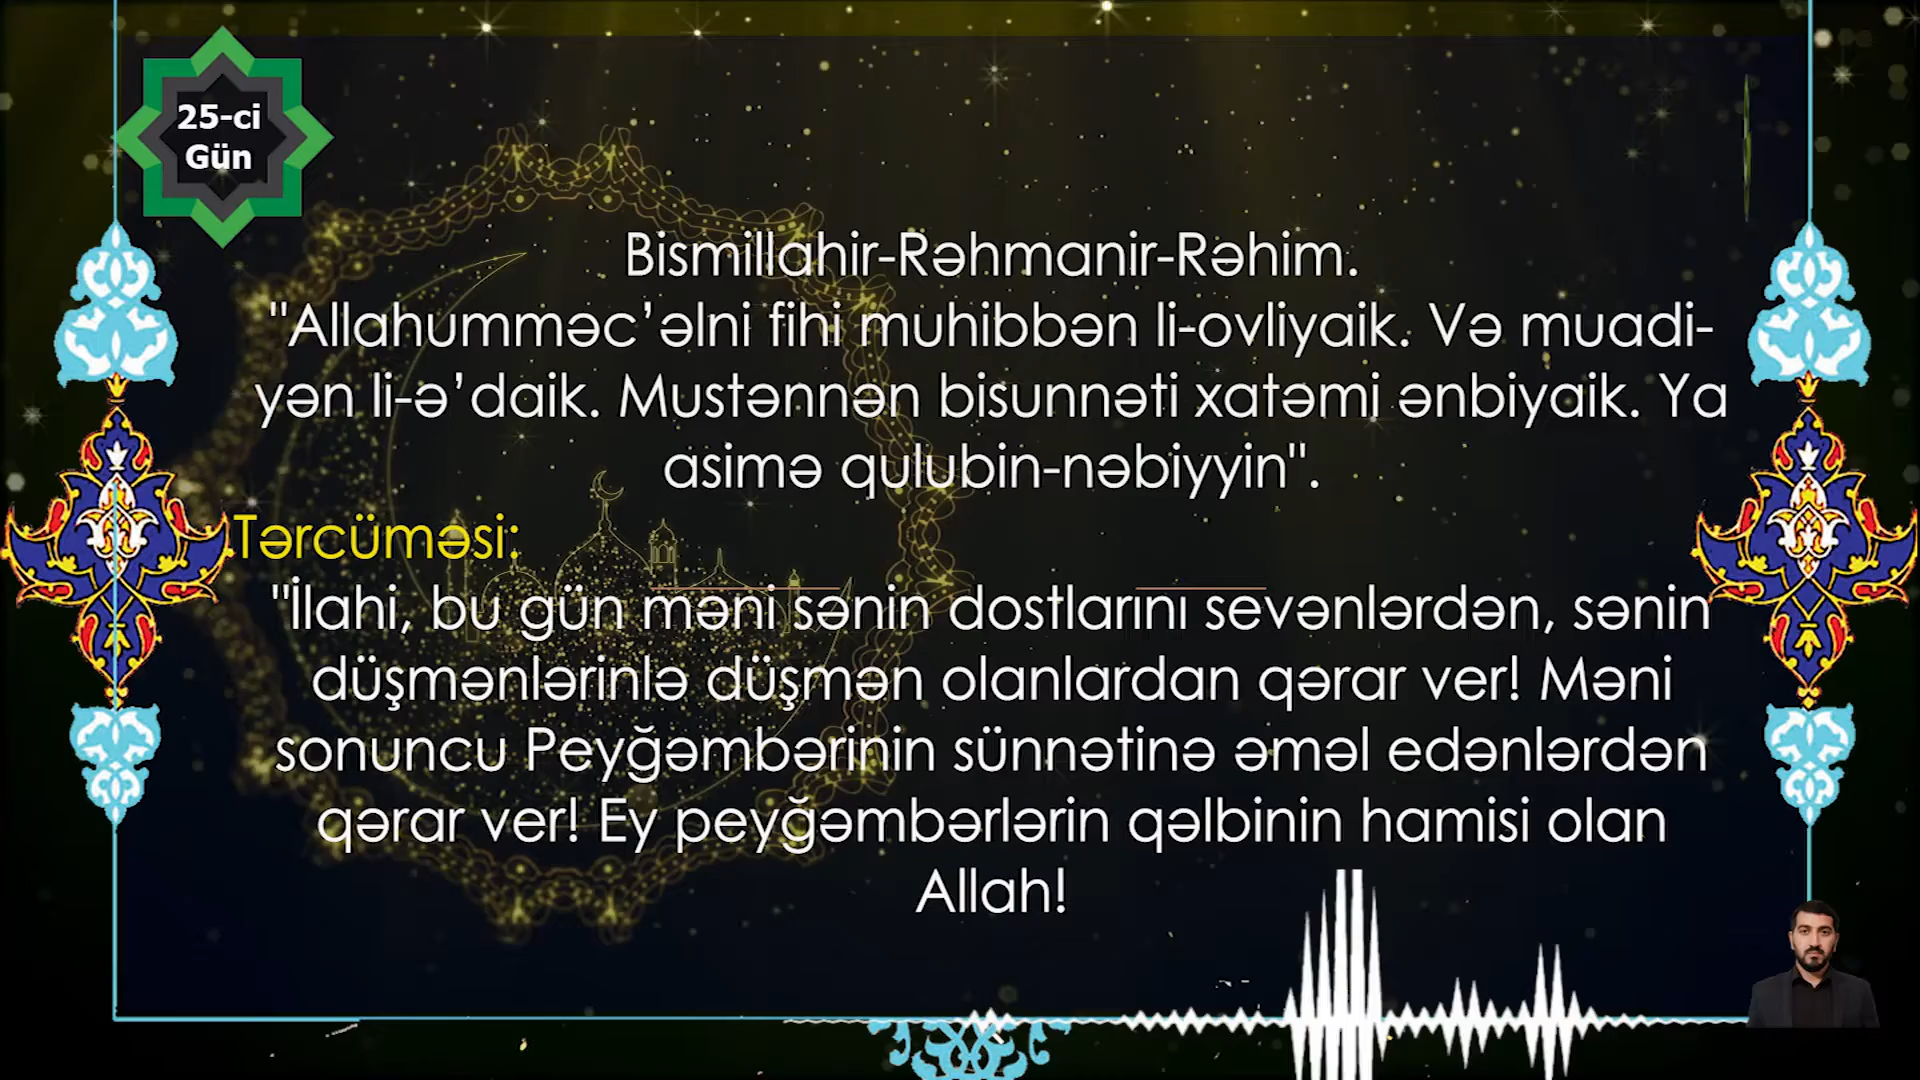 25-ci
Gün
Bismillahir-Rəhmanir-Rəhim.
"Allahumməc’əlni fihi muhibbən li-ovliyaik. Və muadi-
yən li-ə’daik. Mustənnən bisunnəti xatəmi ənbiyaik. Ya
asimə qulubin-nəbiyyin".
Tərcüməsi:
"İlahi, bu gün məni sənin dostlarını sevənlərdən, sənin
düşmənlərinlə düşmən olanlardan qərar ver! Məni
sonuncu Peyğəmbərinin sünnətinə əməl edənlərdən
qərar ver! Ey peyğəmbərlərin qəlbinin hamisi olan
Allah!